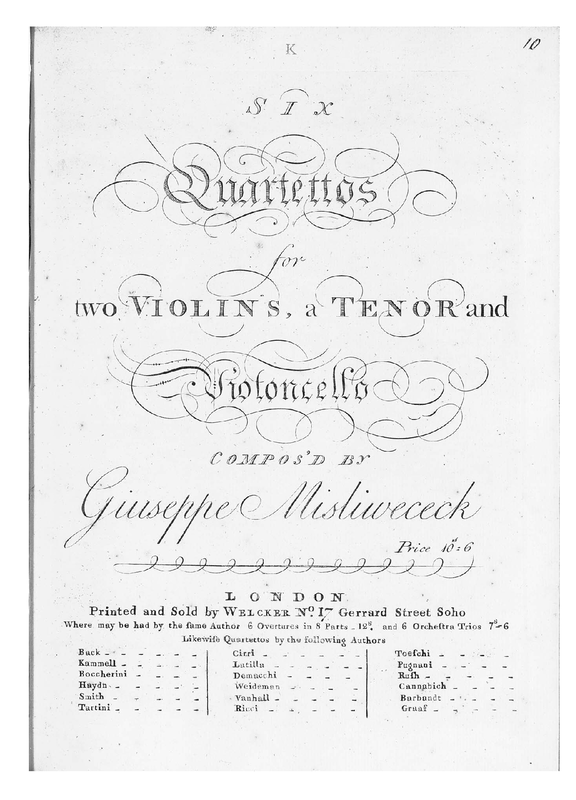 K
10
SIX
Quartettos
for
two VIOLINS, a TENOR and
Violoncello
COMPOS'D BY
Giuseppe Misliwececk
Price 10s=6
LONDON
Printed and Sold by WELCKER No. 17 Gerrard Street Soho
Where may be had by the ſame Author 6 Overtures in 8 Parts - 12s. and 6 Orcheſtra Trios 7s-6
Likewiſe Quartettos by the following Authors
Back - - - - - - Cirri - - - - - - Toeſchi - - - - -
Kammell - - - - - Latilla - - - - - Pugnani - - - - -
Boccherini - - - - Demacchi - - - - Ruſh - - - - -
Haydn - - - - - Weideman - - - - Cannabich - - - -
Smith - - - - - Vanhall - - - - - -
Tartini - - - - - Ricci - - - - - Graaf - - - - -